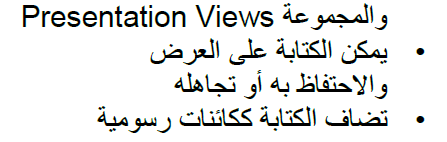 والمجموعة Presentation Views
• يمكن الكتابة على العرض
والاحتفاظ به أو تجاهله
• تضاف الكتابة ككائنات رسومية